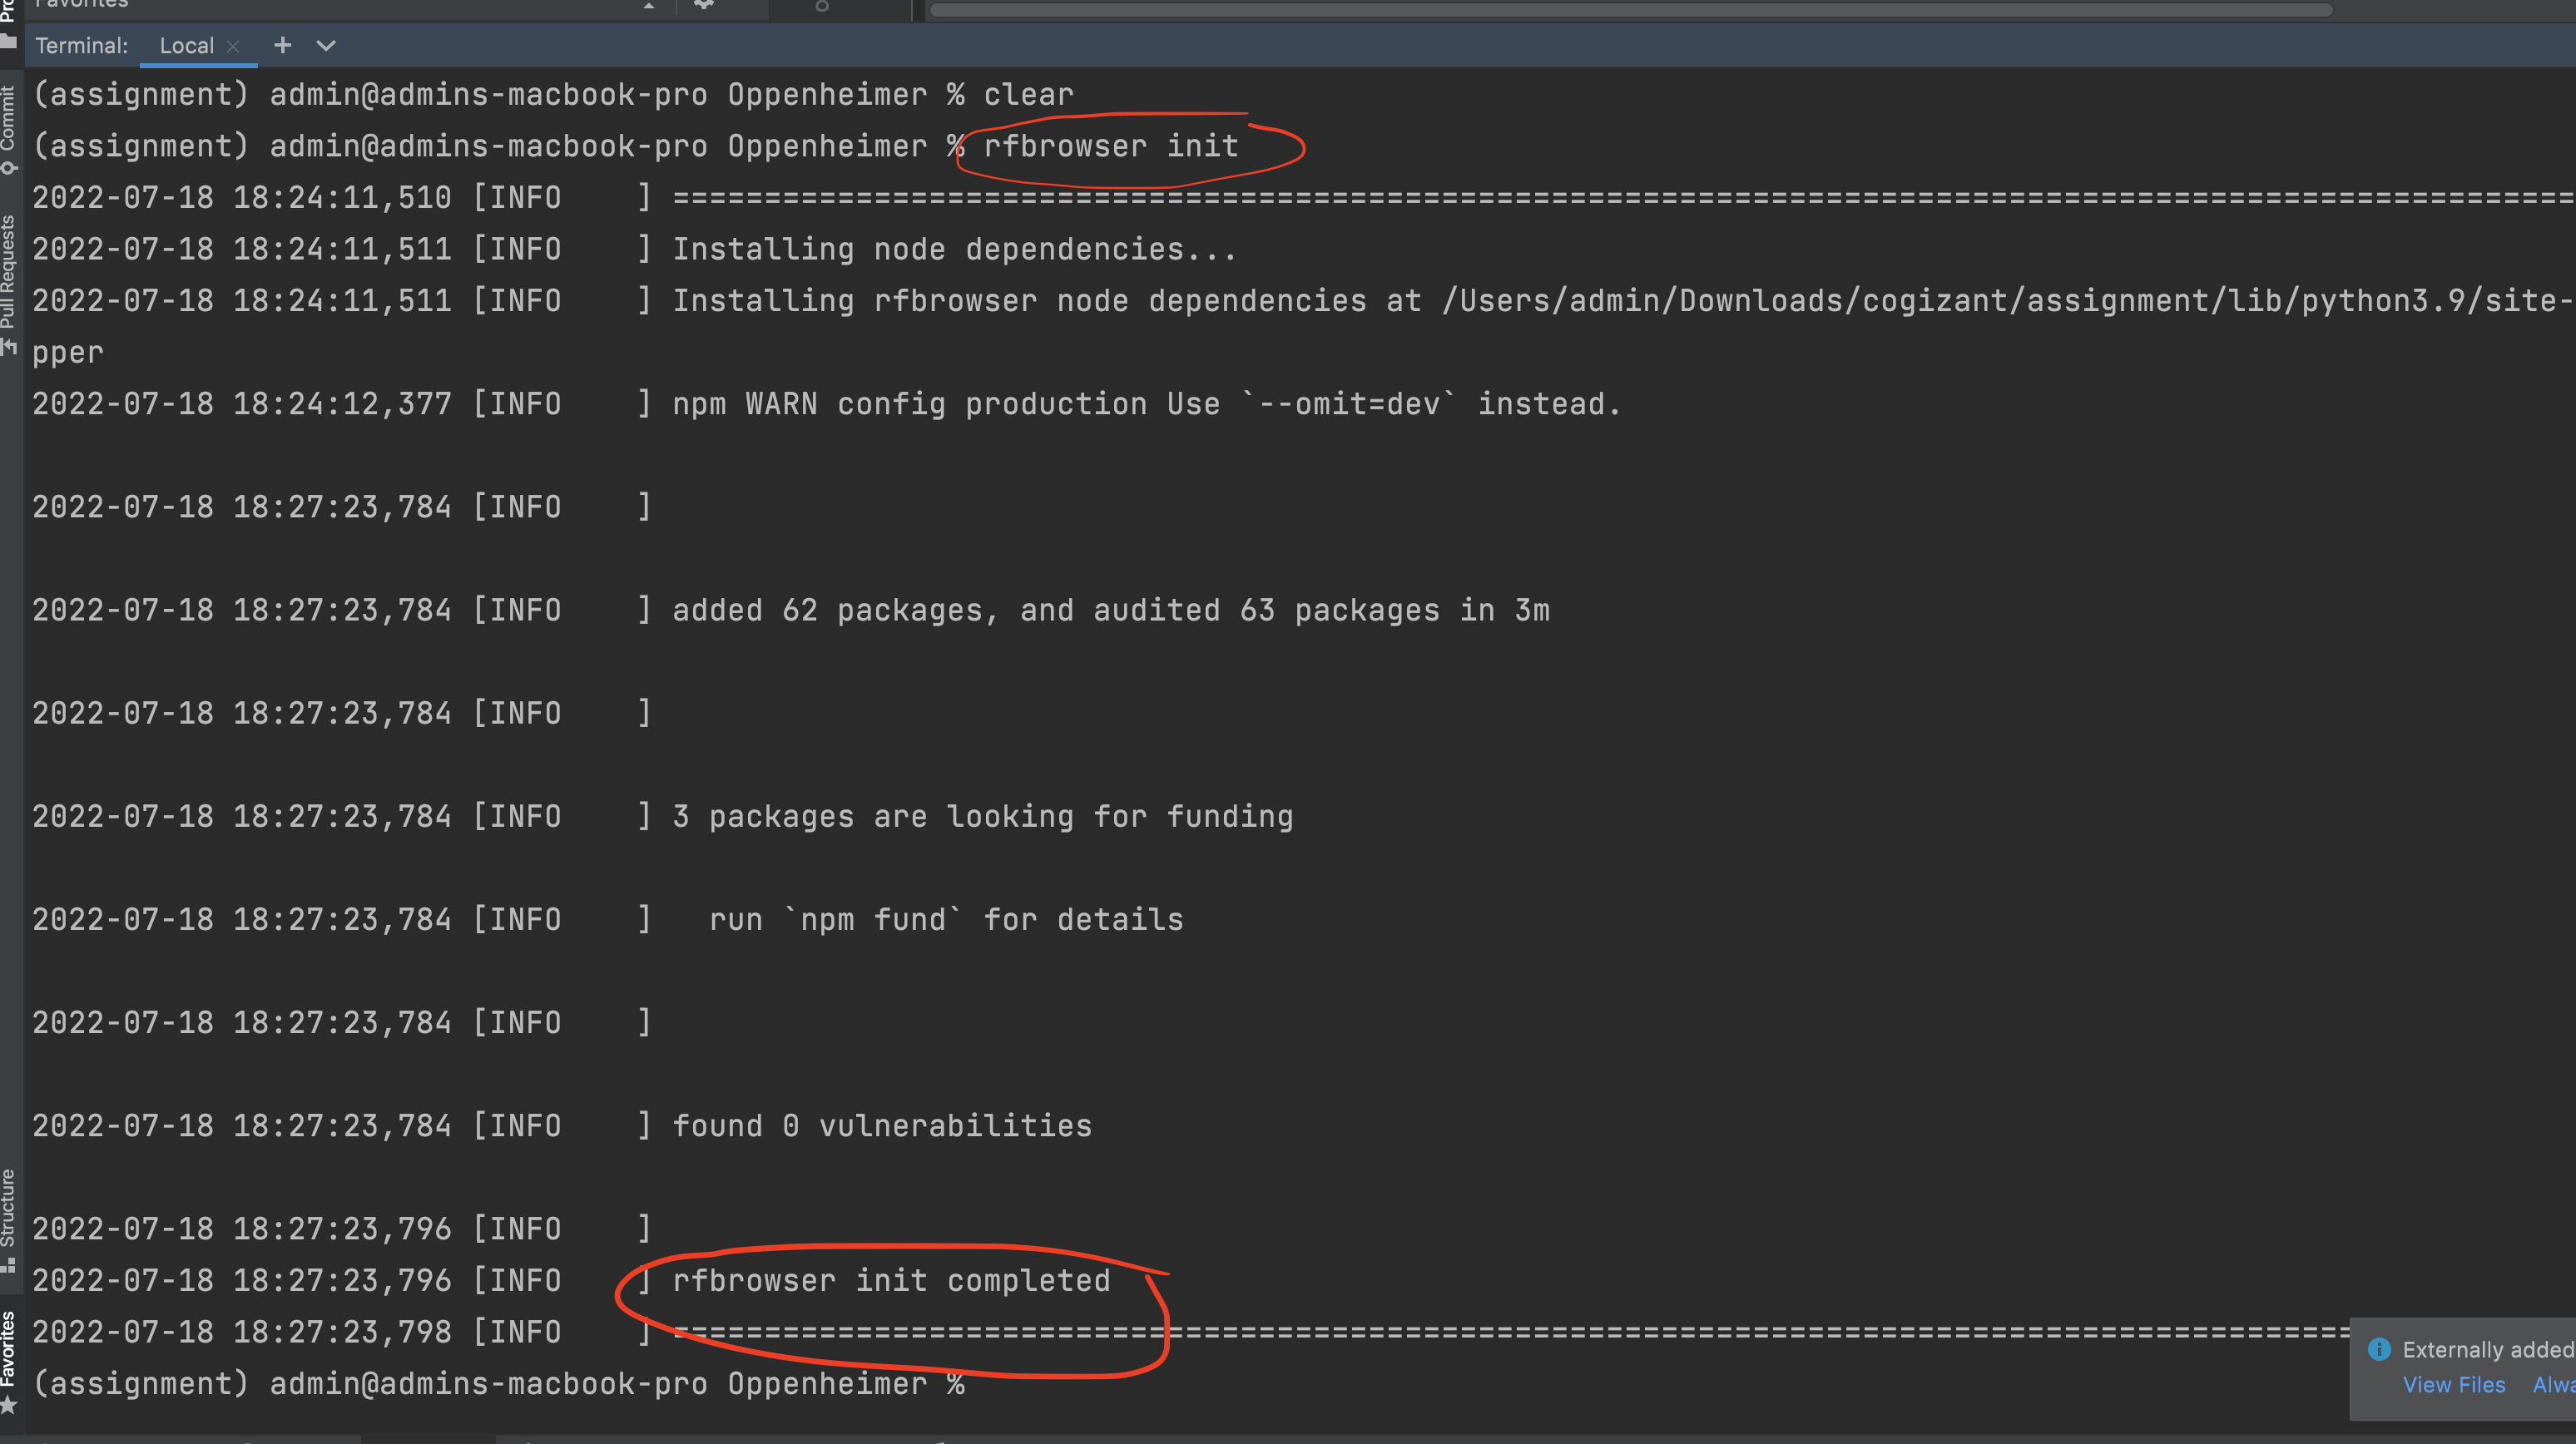 Favorites
Terminal: Local × + 
(assignment) admin@admins-macbook-pro Oppenheimer % clear
(assignment) admin@admins-macbook-pro Oppenheimer % rfbrowser init
2022-07-18 18:24:11,510 [INFO    ] ========================================================================================================
2022-07-18 18:24:11,511 [INFO    ] Installing node dependencies...
2022-07-18 18:24:11,511 [INFO    ] Installing rfbrowser node dependencies at /Users/admin/Downloads/cogizant/assignment/lib/python3.9/site-
pper
2022-07-18 18:24:12,377 [INFO    ] npm WARN config production Use `--omit=dev` instead.
2022-07-18 18:27:23,784 [INFO    ]
2022-07-18 18:27:23,784 [INFO    ] added 62 packages, and audited 63 packages in 3m
2022-07-18 18:27:23,784 [INFO    ]
2022-07-18 18:27:23,784 [INFO    ] 3 packages are looking for funding
2022-07-18 18:27:23,784 [INFO    ]   run `npm fund` for details
2022-07-18 18:27:23,784 [INFO    ]
2022-07-18 18:27:23,784 [INFO    ] found 0 vulnerabilities
2022-07-18 18:27:23,796 [INFO    ]
2022-07-18 18:27:23,796 [INFO    ] rfbrowser init completed
2022-07-18 18:27:23,798 [INFO    ] ============================================================================================
(assignment) admin@admins-macbook-pro Oppenheimer %
Commit
Pull Requests
Structure
Favorites
Externally added
View Files Alwa